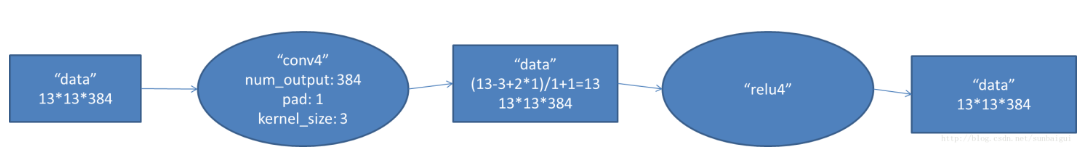 “data”
13*13*384
“conv4”
num_output: 384
pad: 1
kernel_size: 3
“data”
(13-3+2*1)/1+1=13
13*13*384
“relu4”
“data”
13*13*384